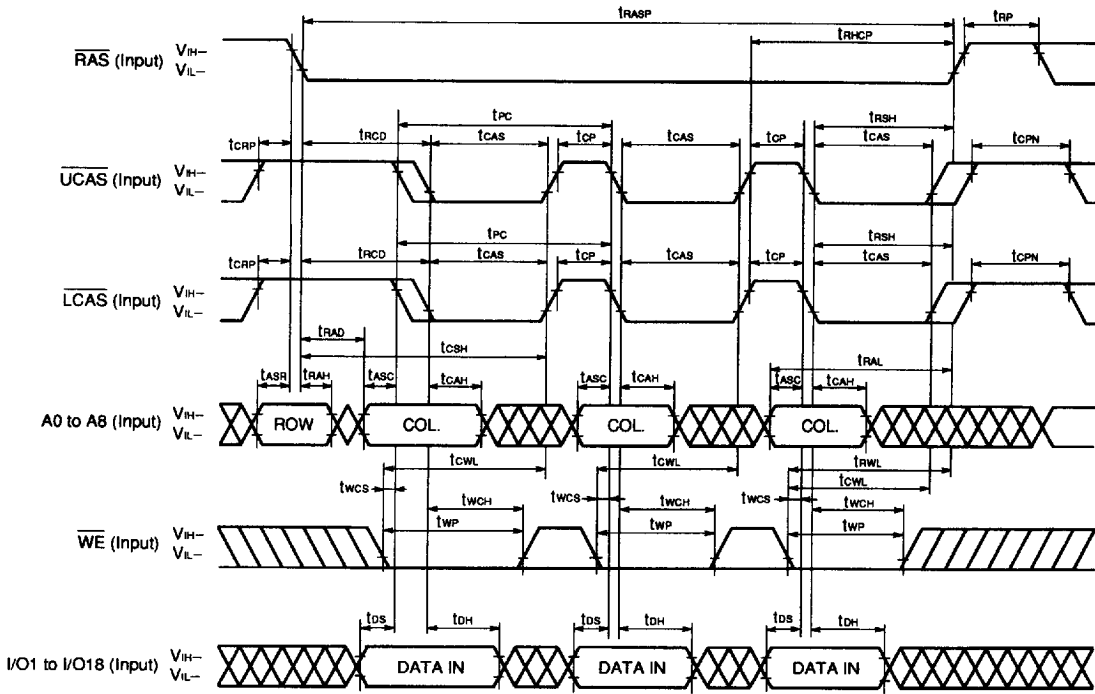 tRASP
tRP
tRHCP
RAS (Input) VIH–
VIL–
tPC
tRSH
tCRP tRCD tCAS tCP tCAS tCP tCAS tCPN
UCAS (Input) VIH–
VIL–
tPC
tRSH
tCRP tRCD tCAS tCP tCAS tCP tCAS tCPN
LCAS (Input) VIH–
VIL–
tRAD
tCSH
tRAL
tASR tRAH tASC tCAH tASC tCAH tASC tCAH
A0 to A8 (Input) VIH–
VIL–
ROW COL. COL. COL.
tCWL tCWL tRWL
tCWL
tWCS tWCS tWCS
tWCH tWCH tWCH
tWP tWP tWP
WE (Input) VIH–
VIL–
tDS tDH tDS tDH tDS tDH
I/O1 to I/O18 (Input) VIH–
VIL–
DATA IN DATA IN DATA IN